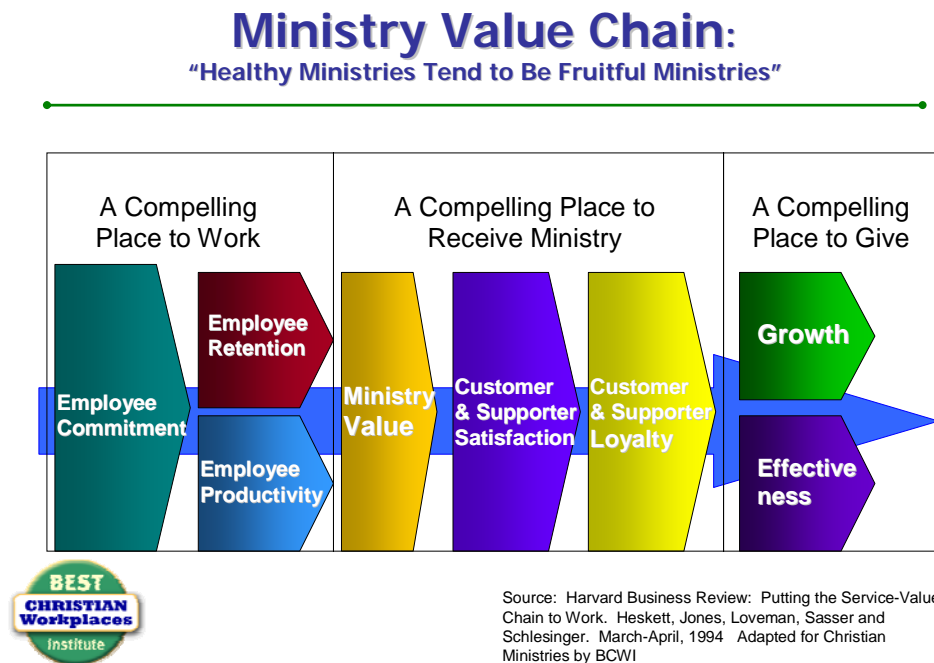 Ministry Value Chain:
“Healthy Ministries Tend to Be Fruitful Ministries”
A Compelling
Place to Work
A Compelling Place to
Receive Ministry
A Compelling
Place to Give
Employee
Commitment
Employee
Retention
Employee
Productivity
Ministry
Value
Customer
& Supporter
Satisfaction
Customer
& Supporter
Loyalty
Growth
Effective
ness
BEST
CHRISTIAN
Workplaces
Institute
Source: Harvard Business Review: Putting the Service-Value
Chain to Work. Heskett, Jones, Loveman, Sasser and
Schlesinger. March-April, 1994 Adapted for Christian
Ministries by BCWI